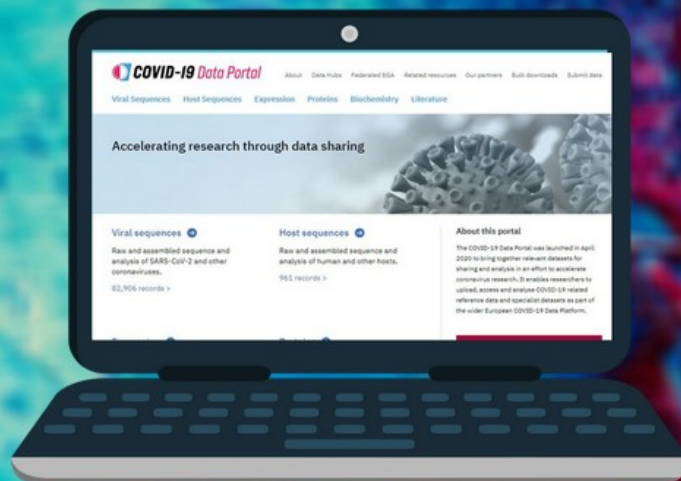 COVID-19 Data Portal
About Data Hubs Federated EGA Related resources Our partners Bulk downloads Submit data
Viral Sequences Host Sequences Expression Proteins Biochemistry Literature
Accelerating research through data sharing
Viral sequences
Raw and assembled sequence and
analysis of SARS-CoV-2 and other
coronaviruses.
82,906 records >
Host sequences
Raw and assembled sequence and
analysis of human and other hosts.
961 records >
About this portal
The COVID-19 Data Portal was launched in April
2020 to bring together relevant datasets for
sharing and analysis in an effort to accelerate
coronavirus research. It enables researchers to
upload, access and analyse COVID-19 related
reference data and specialist datasets as part of
the wider European COVID-19 Data Platform.